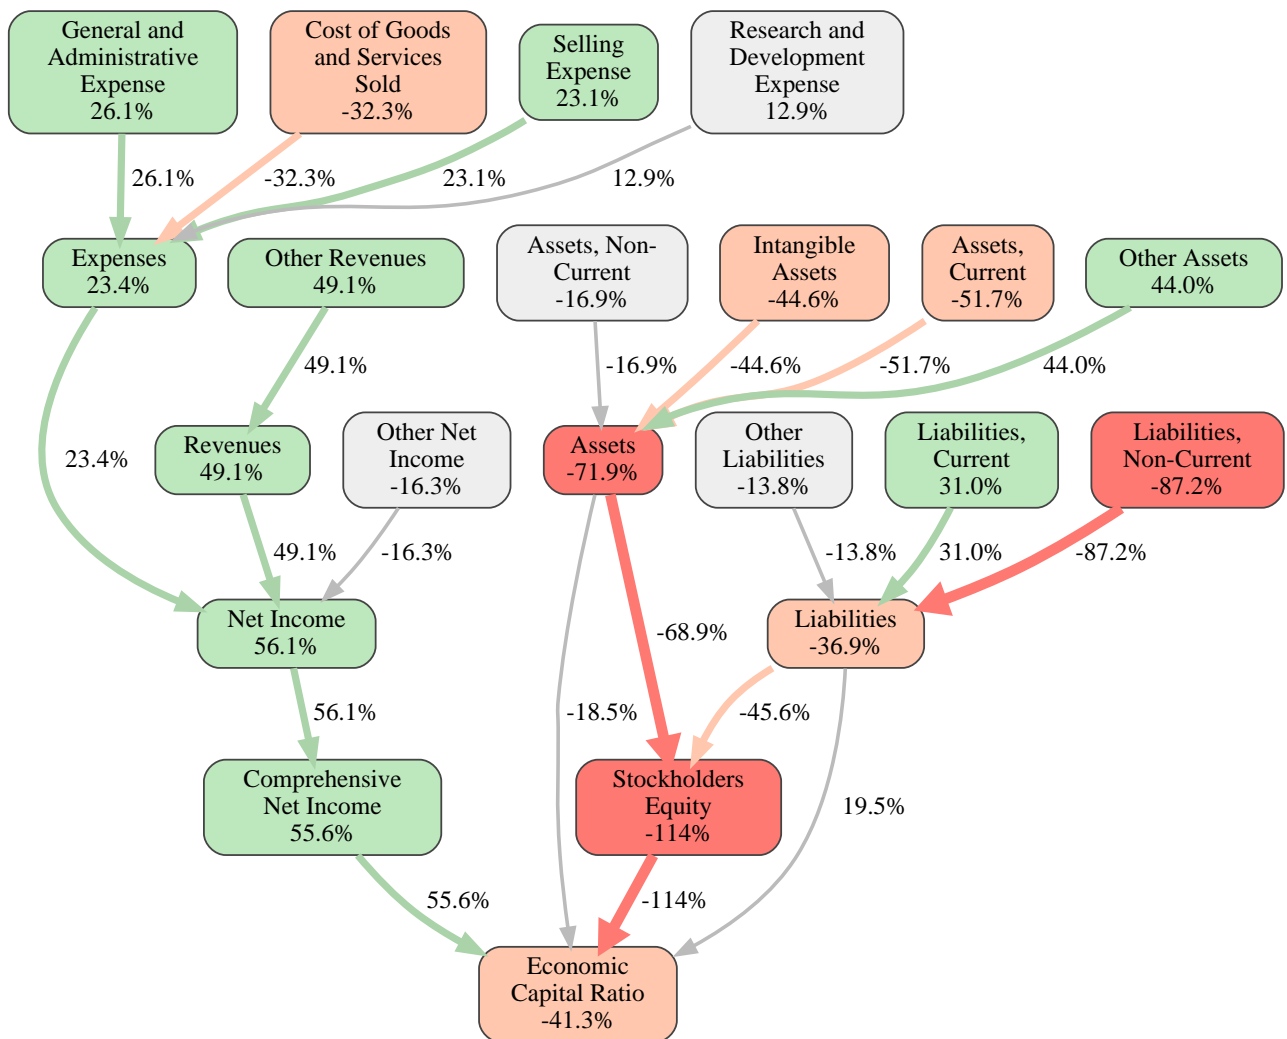 General and
Administrative
Expense
26.1%
Cost of Goods
and Services
Sold
-32.3%
Selling
Expense
23.1%
Research and
Development
Expense
12.9%
26.1%
-32.3%
23.1%
12.9%
Expenses
23.4%
Other Revenues
49.1%
Assets, Non-
Current
-16.9%
Intangible
Assets
-44.6%
Assets,
Current
-51.7%
Other Assets
44.0%
49.1%
-16.9%
-44.6%
-51.7%
44.0%
23.4%
Revenues
49.1%
Other Net
Income
-16.3%
Assets
-71.9%
Other
Liabilities
-13.8%
Liabilities,
Current
31.0%
Liabilities,
Non-Current
-87.2%
49.1%
-16.3%
-13.8%
31.0%
-87.2%
Net Income
56.1%
-68.9%
Liabilities
-36.9%
56.1%
-18.5%
-45.6%
Comprehensive
Net Income
55.6%
Stockholders
Equity
-114%
19.5%
55.6%
-114%
Economic
Capital Ratio
-41.3%